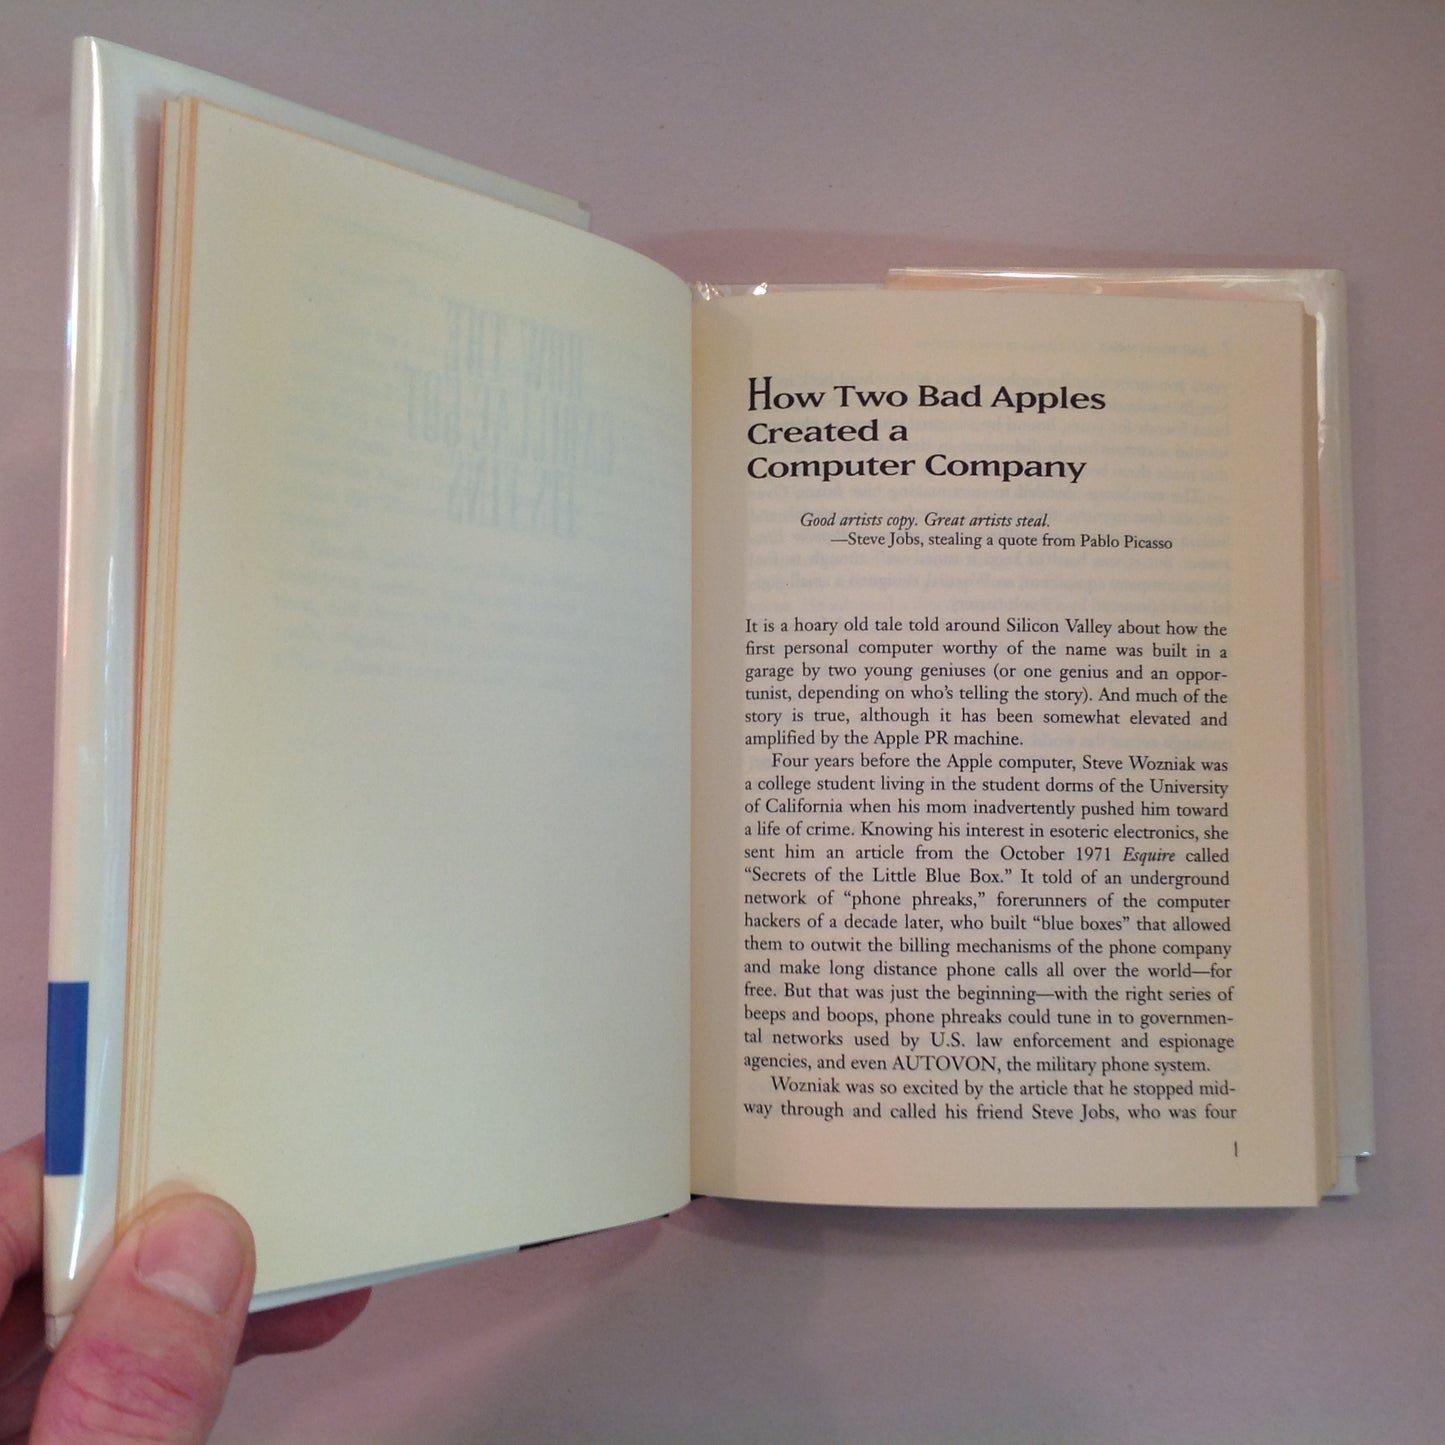 How Two Bad Apples
Created a
Computer Company
Good artists copy. Great artists steal.
—Steve Jobs, stealing a quote from Pablo Picasso
It is a hoary old tale told around Silicon Valley about how the
first personal computer worthy of the name was built in a
garage by two young geniuses (or one genius and an oppor-
tunist, depending on who's telling the story). And much of the
story is true, although it has been somewhat elevated and
amplified by the Apple PR machine.
Four years before the Apple computer, Steve Wozniak was
a college student living in the student dorms of the University
of California when his mom inadvertently pushed him toward
a life of crime. Knowing his interest in esoteric electronics, she
sent him an article from the October 1971 Esquire called
“Secrets of the Little Blue Box.” It told of an underground
network of “phone phreaks,” forerunners of the computer
hackers of a decade later, who built “blue boxes” that allowed
them to outwit the billing mechanisms of the phone company
and make long distance phone calls all over the world—for
free. But that was just the beginning—with the right series of
beeps and boops, phone phreaks could tune in to governmen-
tal networks used by U.S. law enforcement and espionage
agencies, and even AUTOVON, the military phone system.
Wozniak was so excited by the article that he stopped mid-
way through and called his friend Steve Jobs, who was four
1